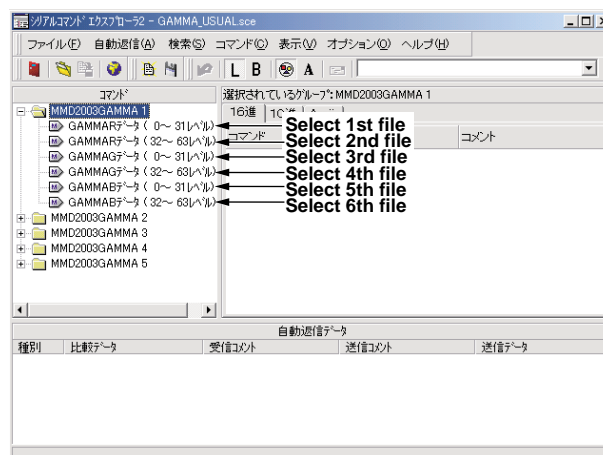 ｼﾘｱﾙｺﾏﾝﾄﾞ ｴｸｽﾌﾟﾛｰﾗ2 - GAMMA_USUAL.sce
ファイル(F) 自動返信(A) 検索(S) コマンド(C) 表示(V) オプション(O) ヘルプ(H)
L B A
ｺﾏﾝﾄﾞ
選択されているｸﾞﾙｰﾌﾟ: MMD2003GAMMA 1
MMD2003GAMMA 1
16進
GAMMARﾃﾞｰﾀ ( 0～ 31ﾚﾍﾞﾙ)
Select 1st file
GAMMARﾃﾞｰﾀ (32～ 63ﾚﾍﾞﾙ)
Select 2nd file
コマンド
コメント
GAMMAGﾃﾞｰﾀ ( 0～ 31ﾚﾍﾞﾙ)
Select 3rd file
GAMMAGﾃﾞｰﾀ (32～ 63ﾚﾍﾞﾙ)
Select 4th file
GAMMABﾃﾞｰﾀ ( 0～ 31ﾚﾍﾞﾙ)
Select 5th file
GAMMABﾃﾞｰﾀ (32～ 63ﾚﾍﾞﾙ)
Select 6th file
MMD2003GAMMA 2
MMD2003GAMMA 3
MMD2003GAMMA 4
MMD2003GAMMA 5
自動返信ﾃﾞｰﾀ
種別 比較ﾃﾞｰﾀ 受信ｺﾒﾝﾄ 送信ｺﾒﾝﾄ 送信ﾃﾞｰﾀ